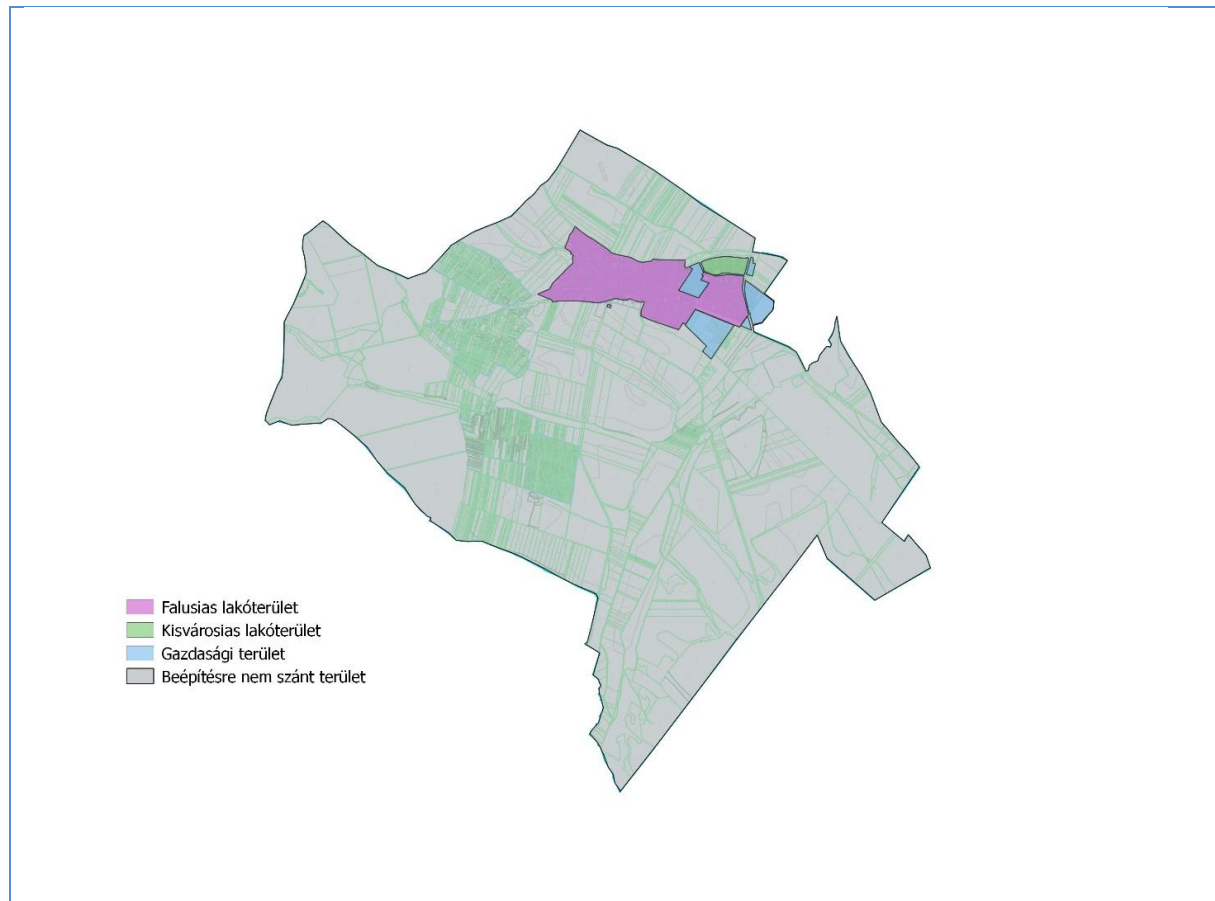 Falusias lakóterület
Kisvárosias lakóterület
Gazdasági terület
Beépítésre nem szánt terület